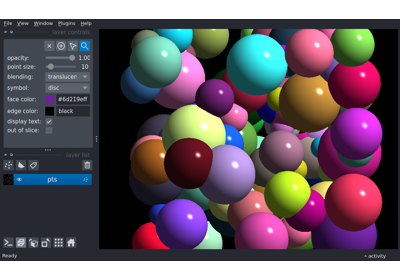 File View Window Plugins Help
layer controls
opacity: 1.00
point size: 10
blending: translucen
symbol: disc
face color: #6d219eff
edge color: black
display text: ✓
out of slice:
layer list
pts
Ready
activity